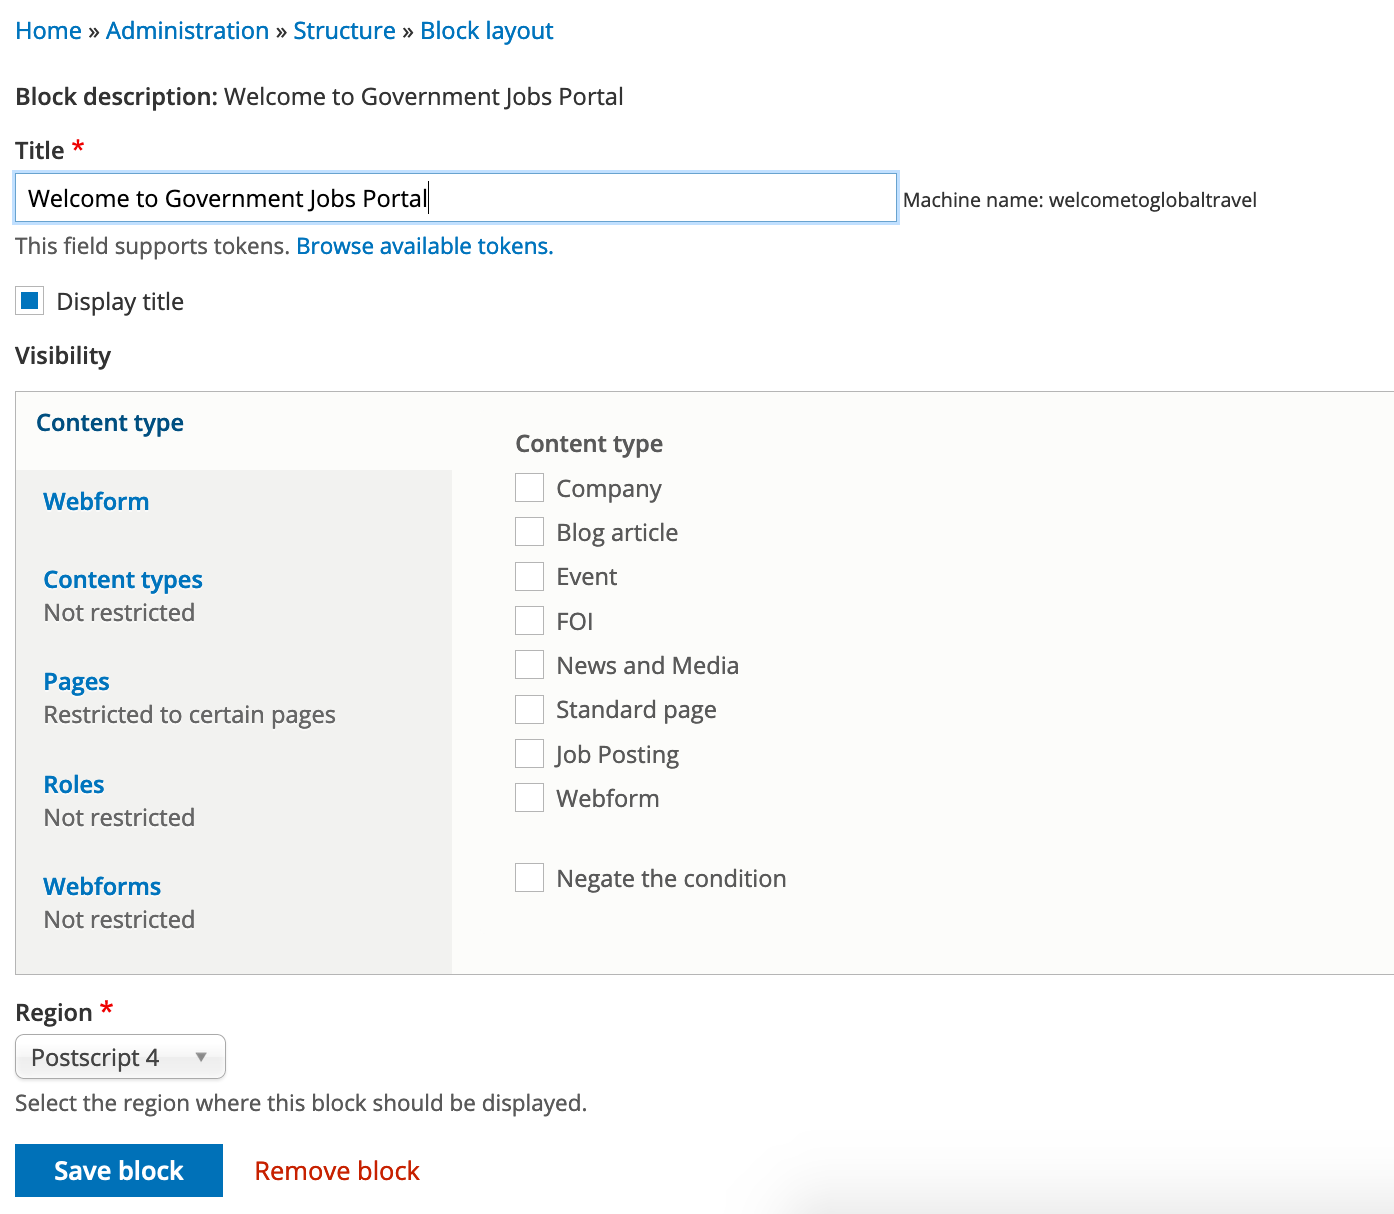 Home » Administration » Structure » Block layout
Block description: Welcome to Government Jobs Portal
Title *
Welcome to Government Jobs Portal
Machine name: welcometoglobaltravel
This field supports tokens. Browse available tokens.
Display title
Visibility
Content type
Webform
Content types
Not restricted
Pages
Restricted to certain pages
Roles
Not restricted
Webforms
Not restricted
Content type
Company
Blog article
Event
FOI
News and Media
Standard page
Job Posting
Webform
Negate the condition
Region *
Postscript 4
Select the region where this block should be displayed.
Save block
Remove block